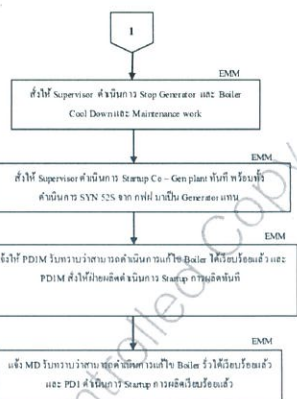 1
EMM
สั่งให้ Supervisor ดำเนินการ Stop Generator และ Boiler
Cool Down และ Maintenance work
EMM
สั่งให้ Supervisor ดำเนินการ Startup Co – Gen plant ทันที พร้อมทั้ง
ดำเนินการ SYN 52S จาก กฟฝ มาเป็น Generator แทน
EMM
จ้งให้ PD1M รับทราบว่าสามารถดำเนินการแก้ไข Boiler ได้เรียบร้อยแล้ว และ
PD1M สั่งให้ฝ่ายผลิตดำเนินการ Startup การผลิตทันที
EMM
แจ้ง MD รับทราบว่าสามารถดำเนินการแก้ไข Boiler รั่วได้เรียบร้อยแล้ว
และ PD1 ดำเนินการ Startup การผลิตเรียบร้อยแล้ว
ntrolled Copy